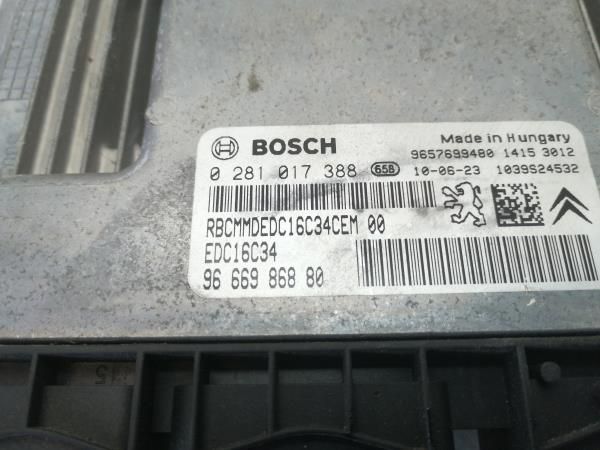 BOSCH
Made in Hungary
9657699480 1415 3012
0 281 017 388 65B 10-06-23 1039S24532
RBCMMDEDC16C34CEM 00
EDC16C34
96 669 868 80